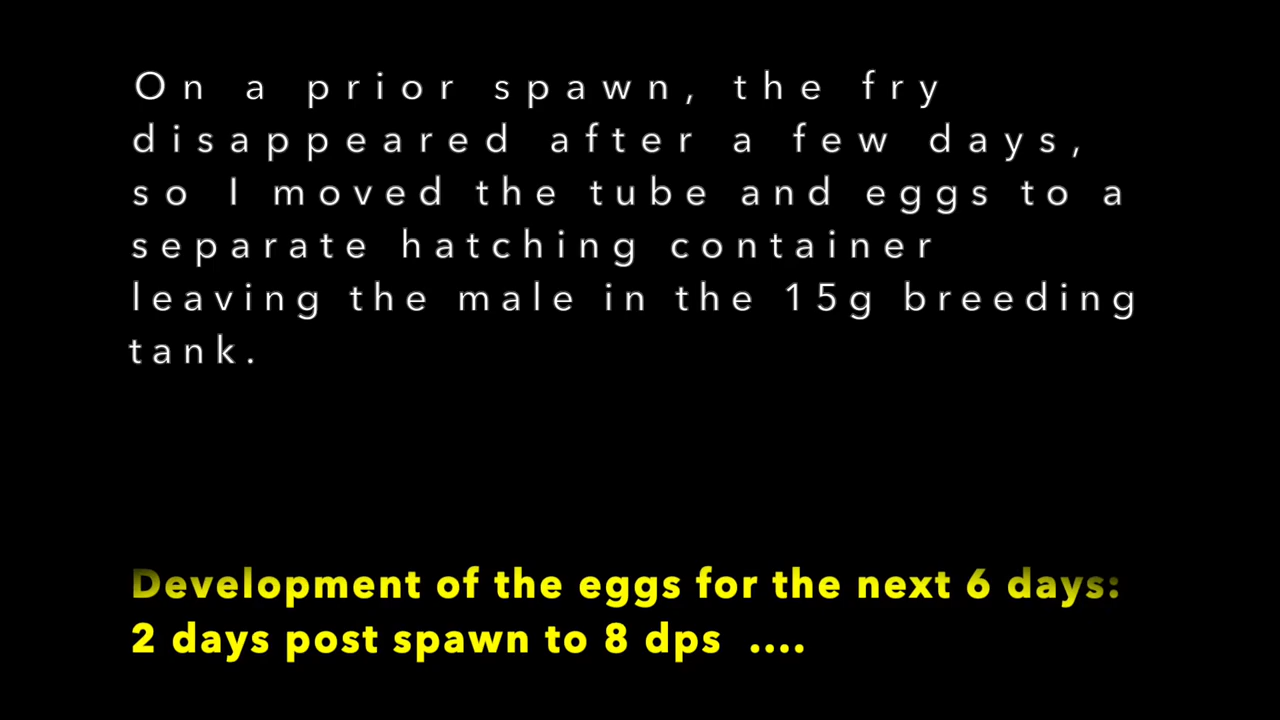 On a prior spawn, the fry
disappeared after a few days,
so I moved the tube and eggs to a
separate hatching container
leaving the male in the 15g breeding
tank.
Development of the eggs for the next 6 days:
2 days post spawn to 8 dps ....